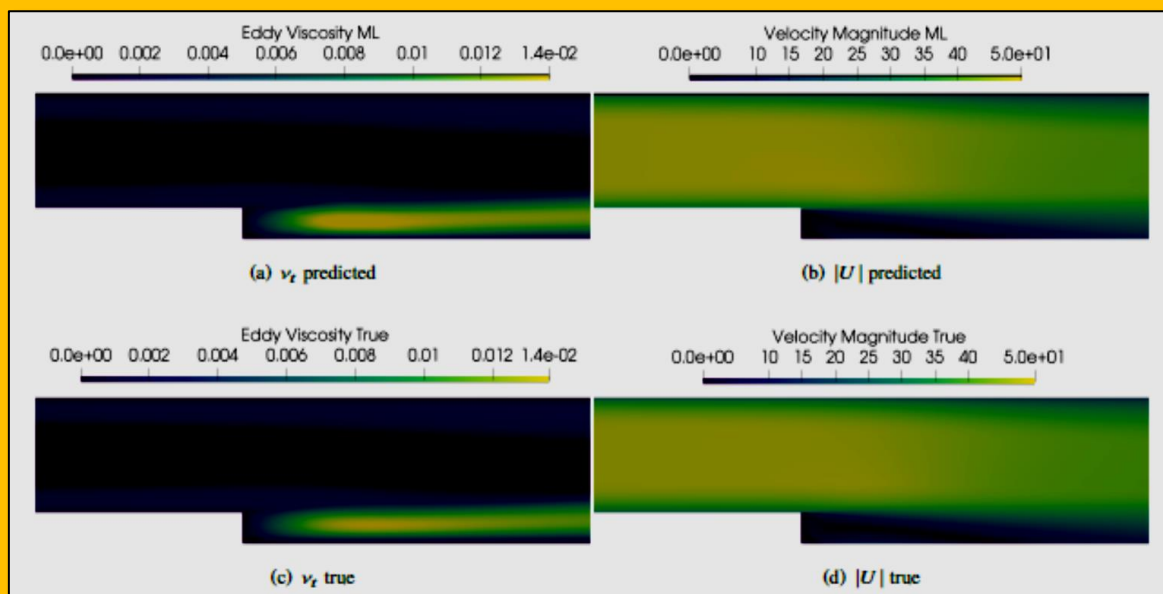 Eddy Viscosity ML
0.0e+00 0.002 0.004 0.006 0.008 0.01 0.012 1.4e-02
Velocity Magnitude ML
0.0e+00 10 15 20 25 30 35 40 5.0e+01
(a) νt predicted
(b) |U| predicted
Eddy Viscosity True
0.0e+00 0.002 0.004 0.006 0.008 0.01 0.012 1.4e-02
Velocity Magnitude True
0.0e+00 10 15 20 25 30 35 40 5.0e+01
(c) νt true
(d) |U| true